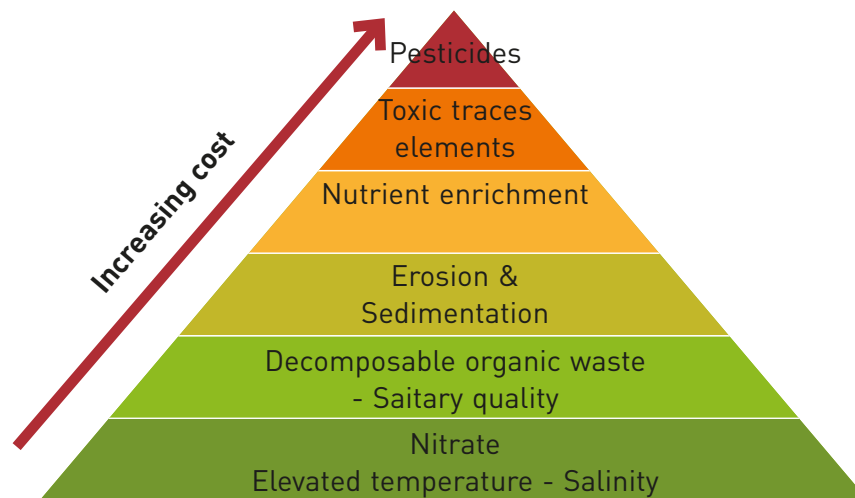 Pesticides
Toxic traces
elements
Increasing cost
Nutrient enrichment
Erosion &
Sedimentation
Decomposable organic waste
- Saitary quality
Nitrate
Elevated temperature - Salinity